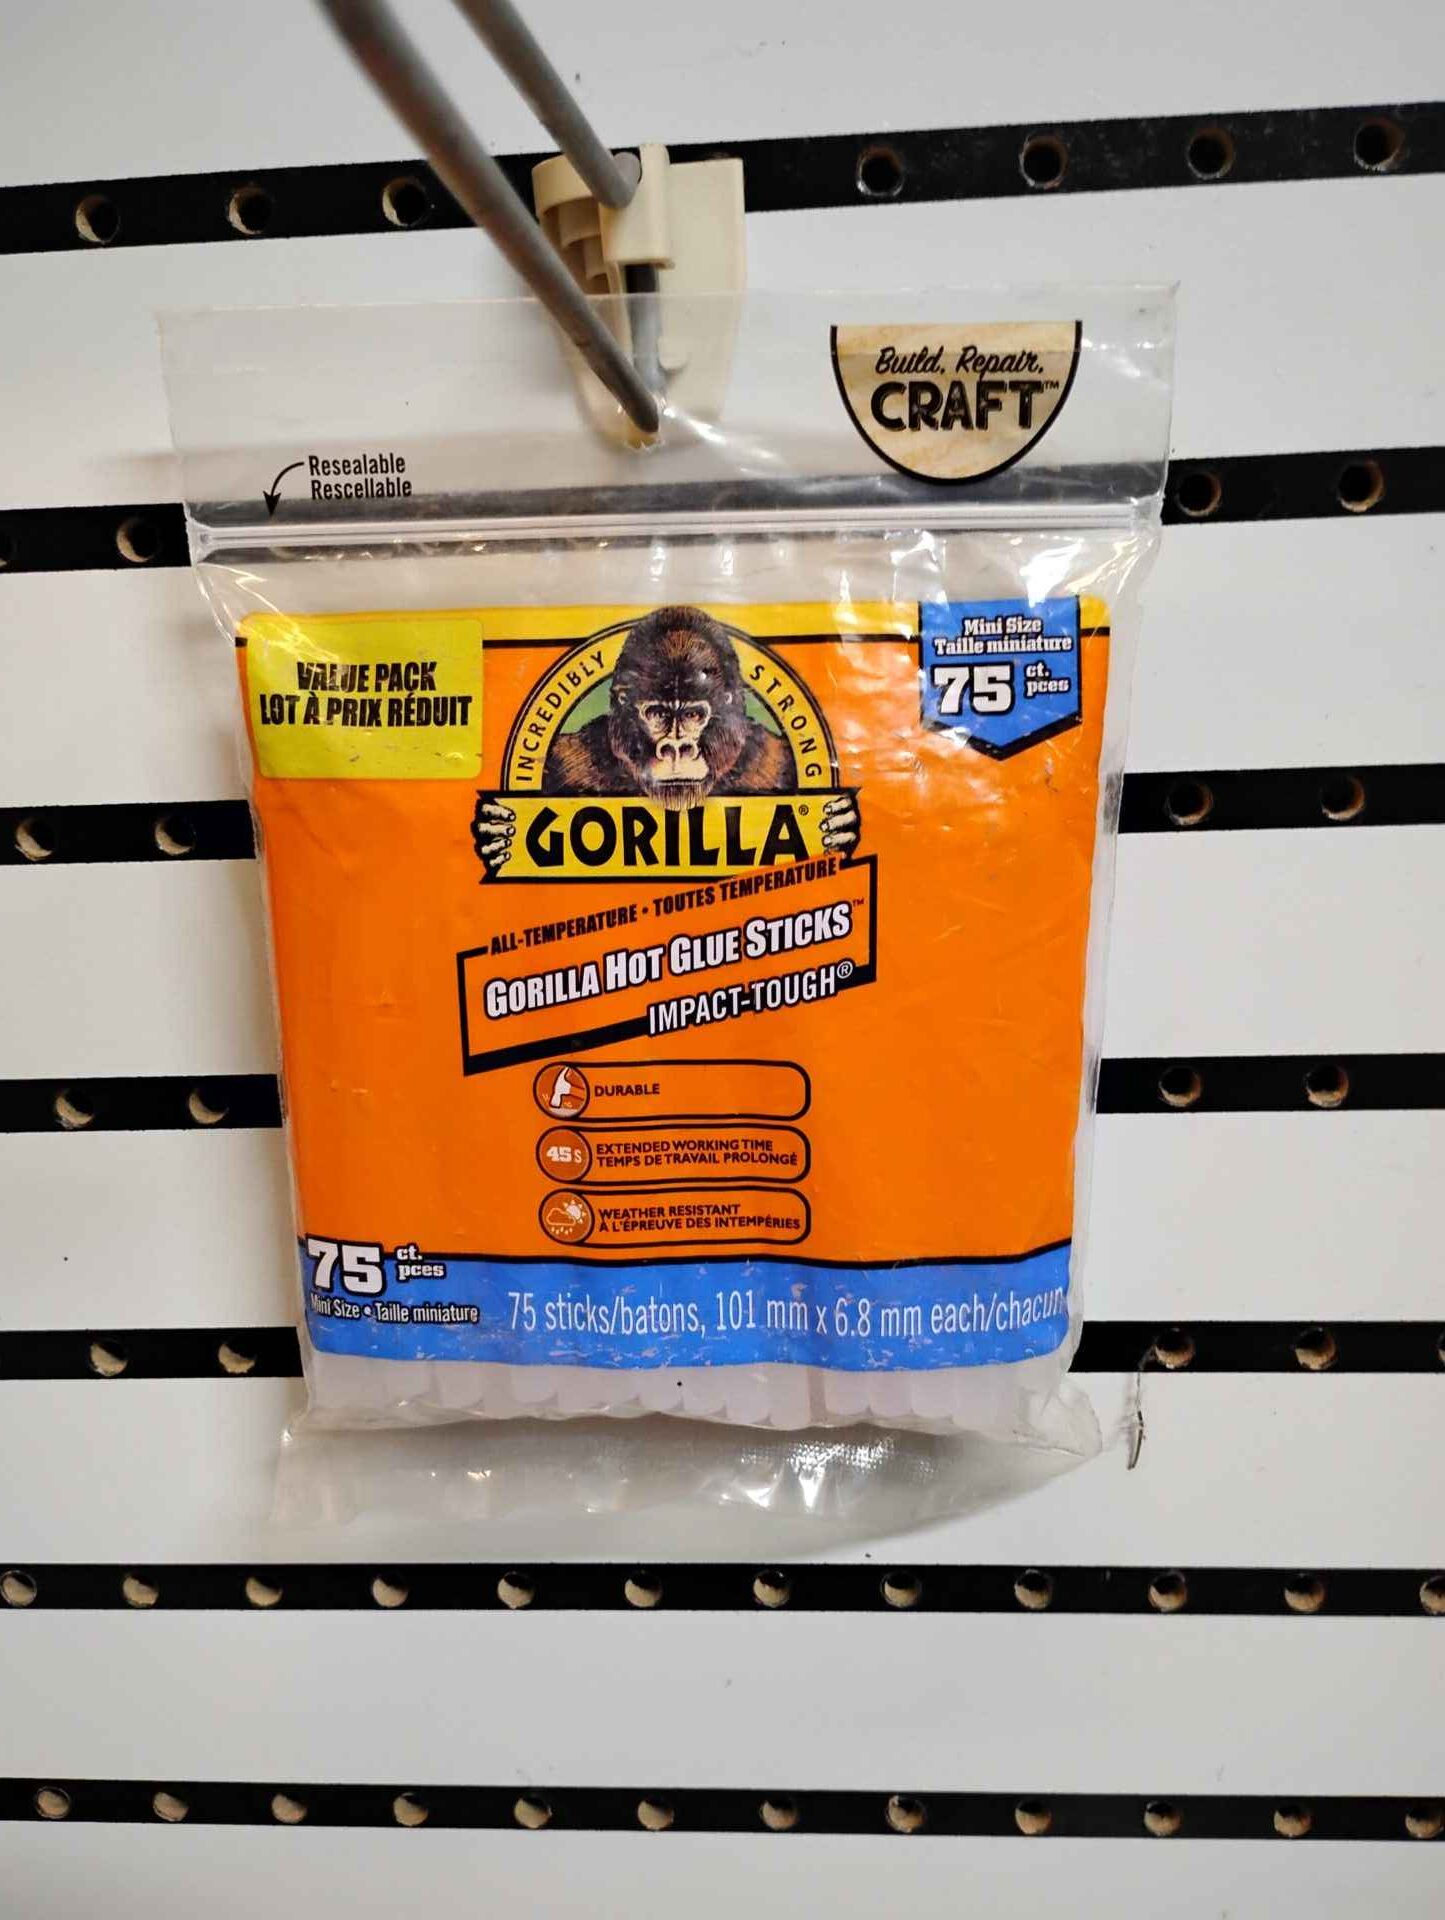 Build, Repair,
CRAFT™
Resealable
Rescellable
VALUE PACK
LOT À PRIX RÉDUIT
INCREDIBLY STRONG
GORILLA®
Mini Size
Taille miniature
75 ct.
pces
ALL-TEMPERATURE • TOUTES TEMPERATURE
GORILLA HOT GLUE STICKS™
IMPACT-TOUGH®
DURABLE
45 S
EXTENDED WORKING TIME
TEMPS DE TRAVAIL PROLONGÉ
WEATHER RESISTANT
À L'ÉPREUVE DES INTEMPÉRIES
75 ct.
pces
Mini Size • Taille miniature
75 sticks/batons, 101 mm x 6.8 mm each/chacun